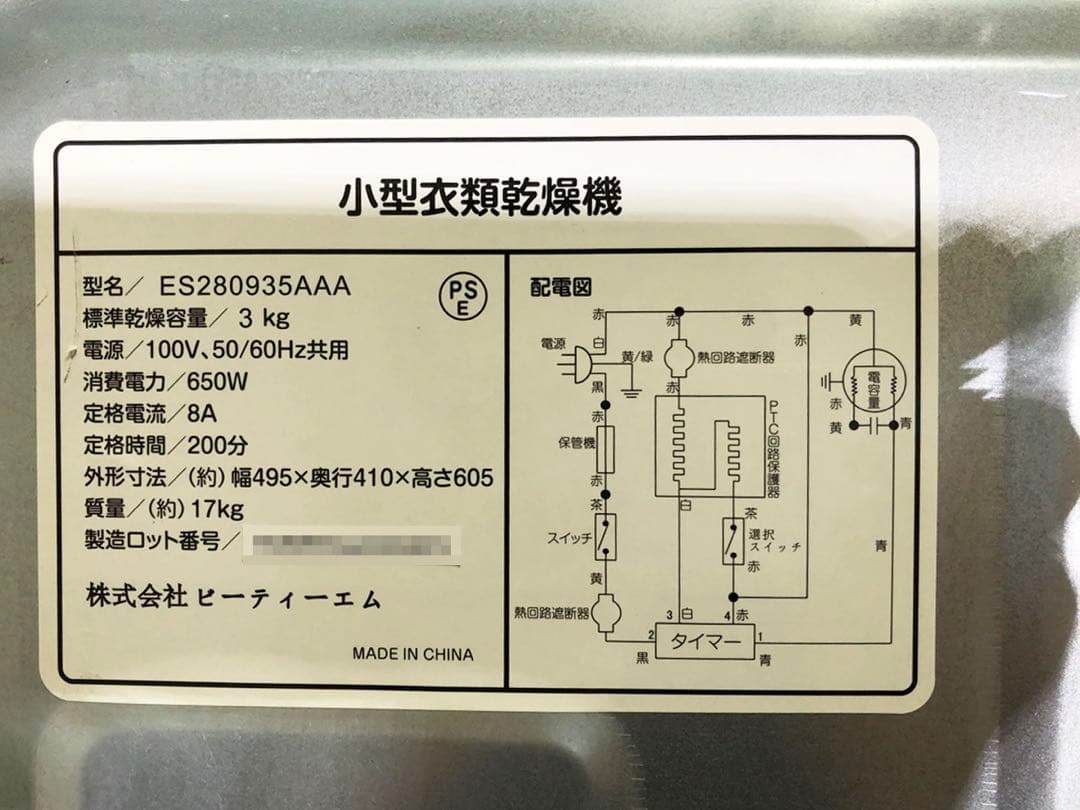 小型衣類乾燥機
型名／ ES280935AAA
PS
E
標準乾燥容量／ 3 kg
電源／100V、50/60Hz共用
消費電力／650W
定格電流／8A
定格時間／200分
外形寸法／(約) 幅495×奥行410×高さ605
質量／(約) 17kg
製造ロット番号／
株式会社 ピーティーエム
MADE IN CHINA
配電図
赤
赤
赤
黄
電源
白
黄/緑
熱回路遮断器
赤
黒
赤
電容量
赤
黄
青
赤
保管機
PTC回路保護器
赤
茶
白
茶
スイッチ
選択
スイッチ
青
赤
黄
熱回路遮断器
3
白
4
赤
2
タイマー
1
黒
青